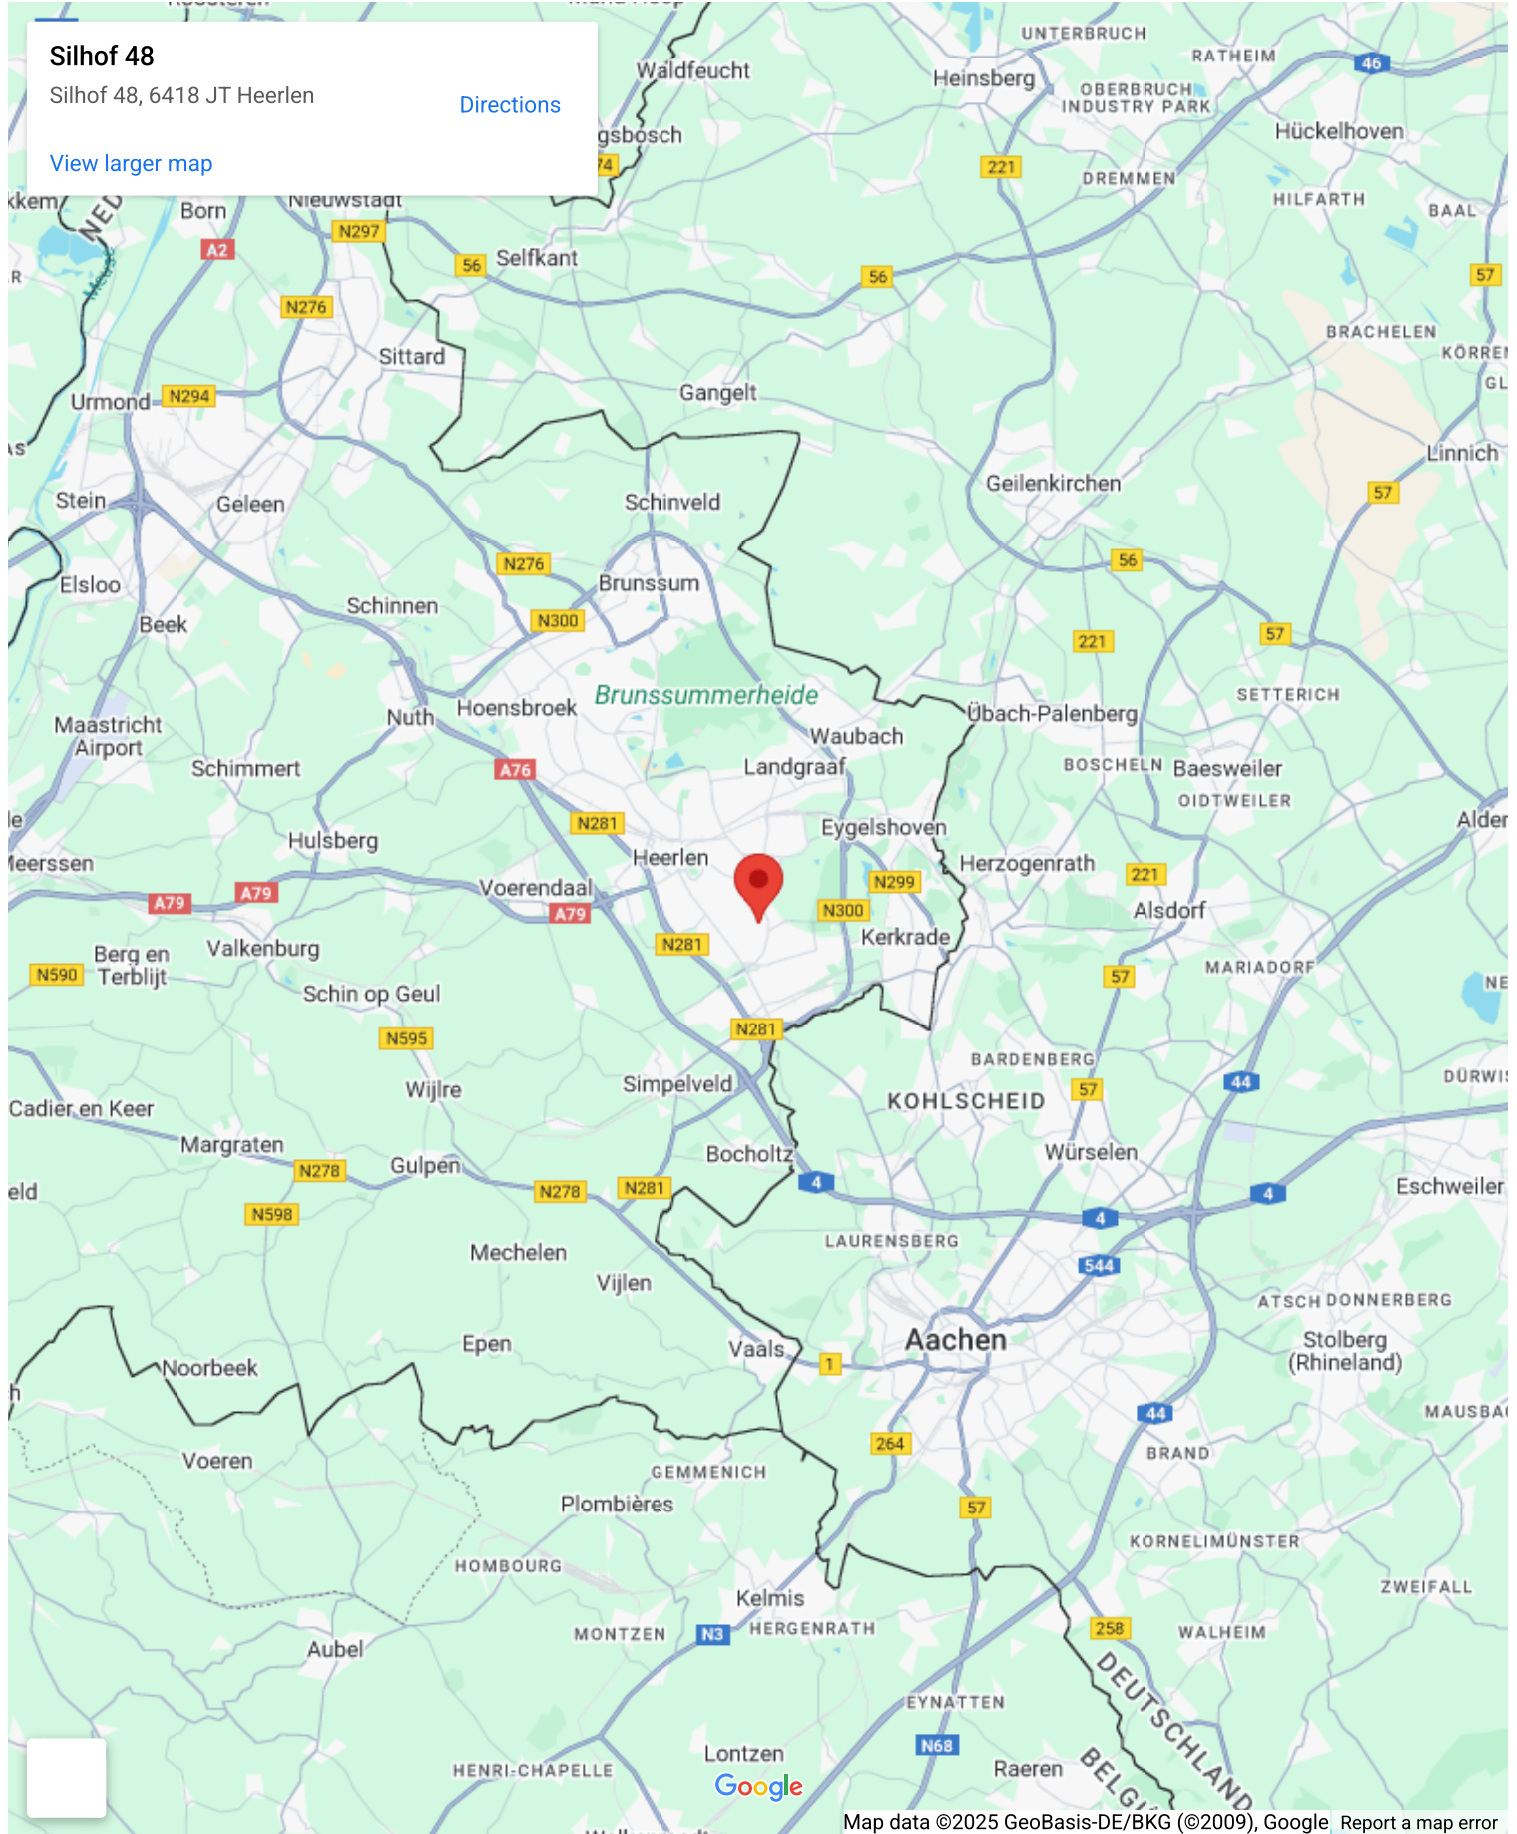 Silhof 48
Silhof 48, 6418 JT Heerlen
Directions
View larger map
Waldfeucht
UNTERBRUCH
RATHEIM
46
Heinsberg
OBERBRUCH
INDUSTRY PARK
Hückelhoven
221
DREMMEN
HILFARTH
BAAL
Born
Nieuwstadt
A2
N297
Meuse
56
Selfkant
56
57
N276
BRACHELEN
Sittard
Gangelt
Urmond
N294
Linnich
Geilenkirchen
57
Stein
Geleen
Schinveld
56
N276
Elsloo
Brunssum
Schinnen
N300
Beek
221
57
Brunssummerheide
SETTERICH
Hoensbroek
Nuth
Maastricht
Airport
Übach-Palenberg
Waubach
Schimmert
A76
Landgraaf
BOSCHELN
Baesweiler
OIDTWEILER
N281
Eygelshoven
Hulsberg
Heerlen
Herzogenrath
Voerendaal
N299
221
A79
A79
A79
N300
Alsdorf
Valkenburg
N281
Kerkrade
Berg en
Terblijt
N590
57
MARIADORF
Schin op Geul
N595
N281
BARDENBERG
Wijlre
Simpelveld
57
44
KOHLSCHEID
Cadier en Keer
Margraten
Bocholtz
Würselen
N278
Gulpen
N278
N281
4
4
Eschweiler
N598
4
Mechelen
LAURENSBERG
544
Vijlen
ATSCH
DONNERBERG
Epen
Vaals
Aachen
Stolberg
(Rhineland)
Noorbeek
1
44
264
BRAND
Voeren
GEMMENICH
Plombières
57
KORNELIMÜNSTER
HOMBOURG
Kelmis
ZWEIFALL
MONTZEN
N3
HERGENRATH
258
WALHEIM
Aubel
DEUTSCHLAND
EYNATTEN
N68
Lontzen
HENRI-CHAPELLE
Raeren
Google
Map data ©2025 GeoBasis-DE/BKG (©2009), Google
Report a map error